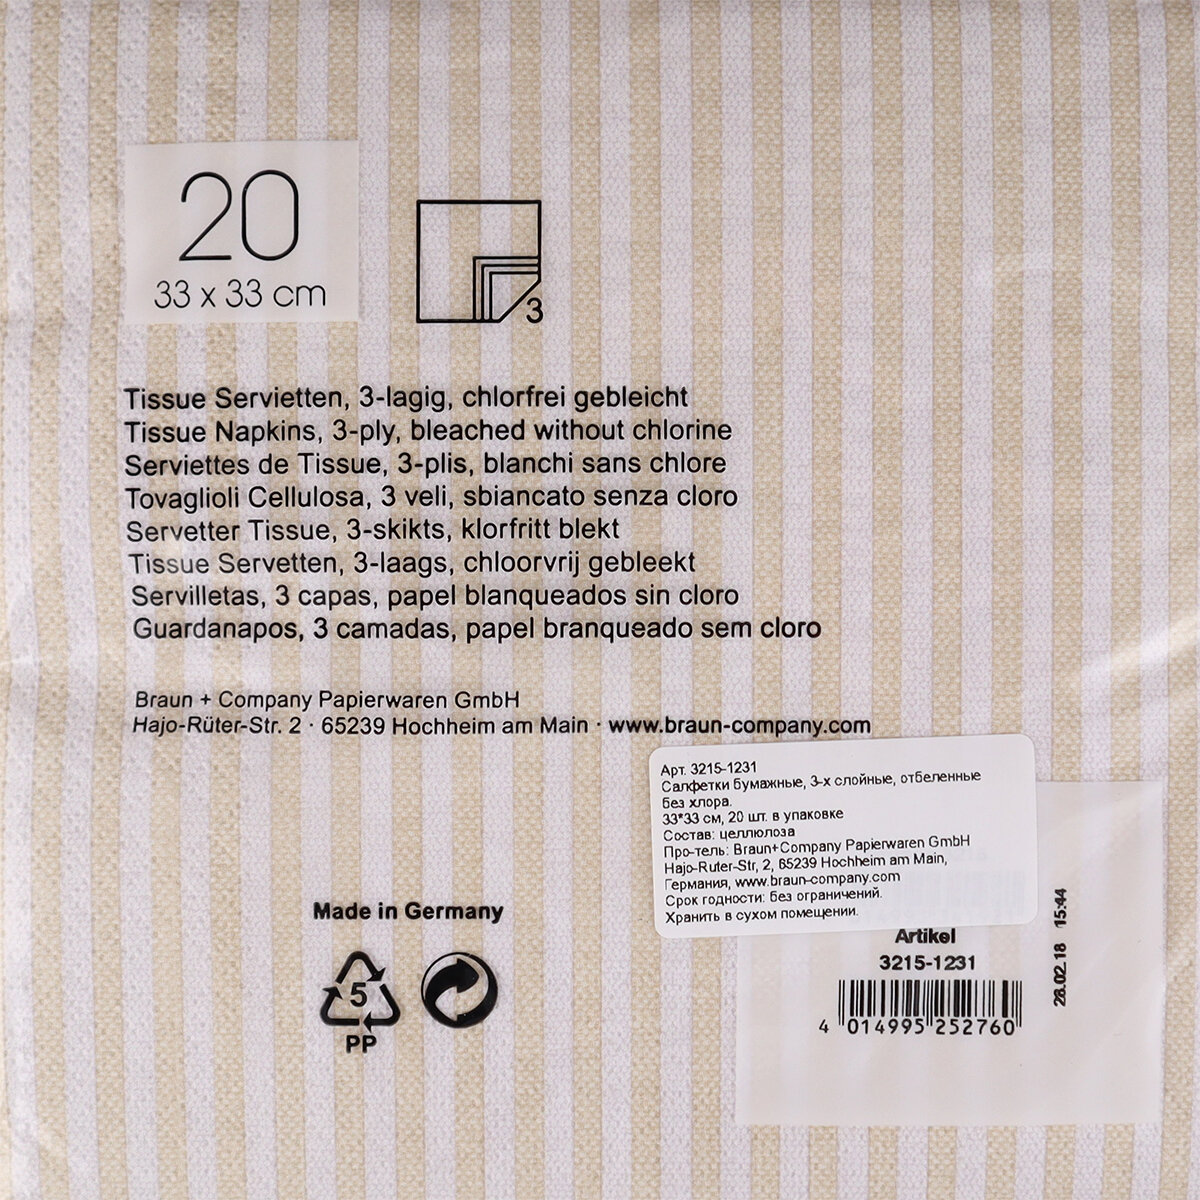 20
33 x 33 cm
3
Tissue Servietten, 3-lagig, chlorfrei gebleicht
Tissue Napkins, 3-ply, bleached without chlorine
Serviettes de Tissue, 3-plis, blanchi sans chlore
Tovaglioli Cellulosa, 3 veli, sbiancato senza cloro
Servetter Tissue, 3-skikts, klorfritt blekt
Tissue Servetten, 3-laags, chloorvrij gebleekt
Servilletas, 3 capas, papel blanqueados sin cloro
Guardanapos, 3 camadas, papel branqueado sem cloro
Braun + Company Papierwaren GmbH
Hajo-Rüter-Str. 2 · 65239 Hochheim am Main · www.braun-company.com
Арт. 3215-1231
Салфетки бумажные, 3-х слойные, отбеленные
без хлора.
33*33 см, 20 шт. в упаковке
Состав: целлюлоза
Про-тель: Braun+Company Papierwaren GmbH
Hajo-Ruter-Str, 2, 65239 Hochheim am Main,
Германия, www.braun-company.com
Срок годности: без ограничений.
Хранить в сухом помещении.
Made in Germany
5
PP
Artikel
3215-1231
4 014995 252760
28.02.18 15:44